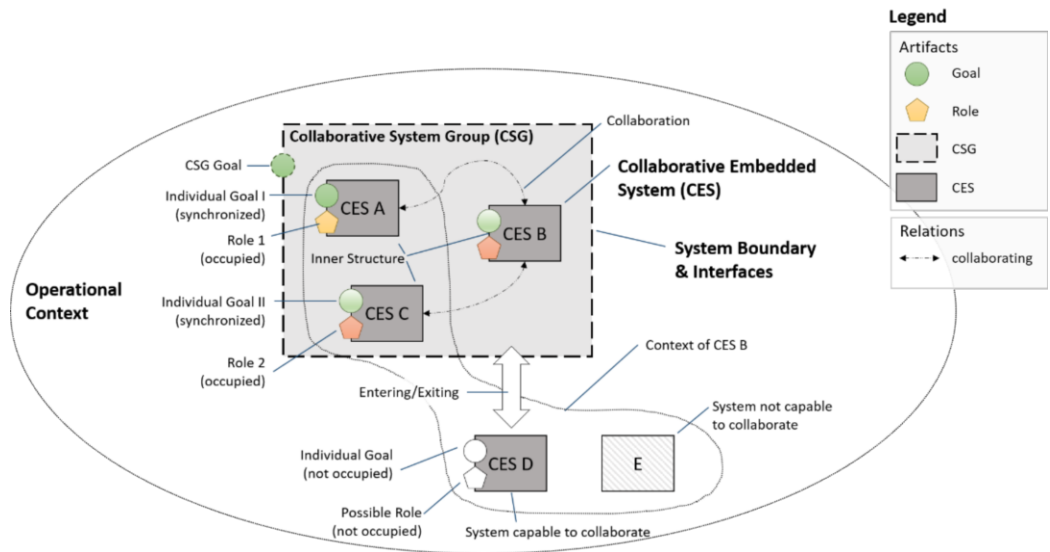 Legend
Artifacts
Goal
Role
CSG
CES
Relations
collaborating
Collaborative System Group (CSG)
Collaboration
CSG Goal
Collaborative Embedded
System (CES)
Individual Goal I
(synchronized)
CES A
CES B
Role 1
(occupied)
Inner Structure
System Boundary
& Interfaces
Operational
Context
Individual Goal II
(synchronized)
CES C
Role 2
(occupied)
Context of CES B
Entering/Exiting
System not capable
to collaborate
Individual Goal
(not occupied)
CES D
E
Possible Role
(not occupied)
System capable to collaborate